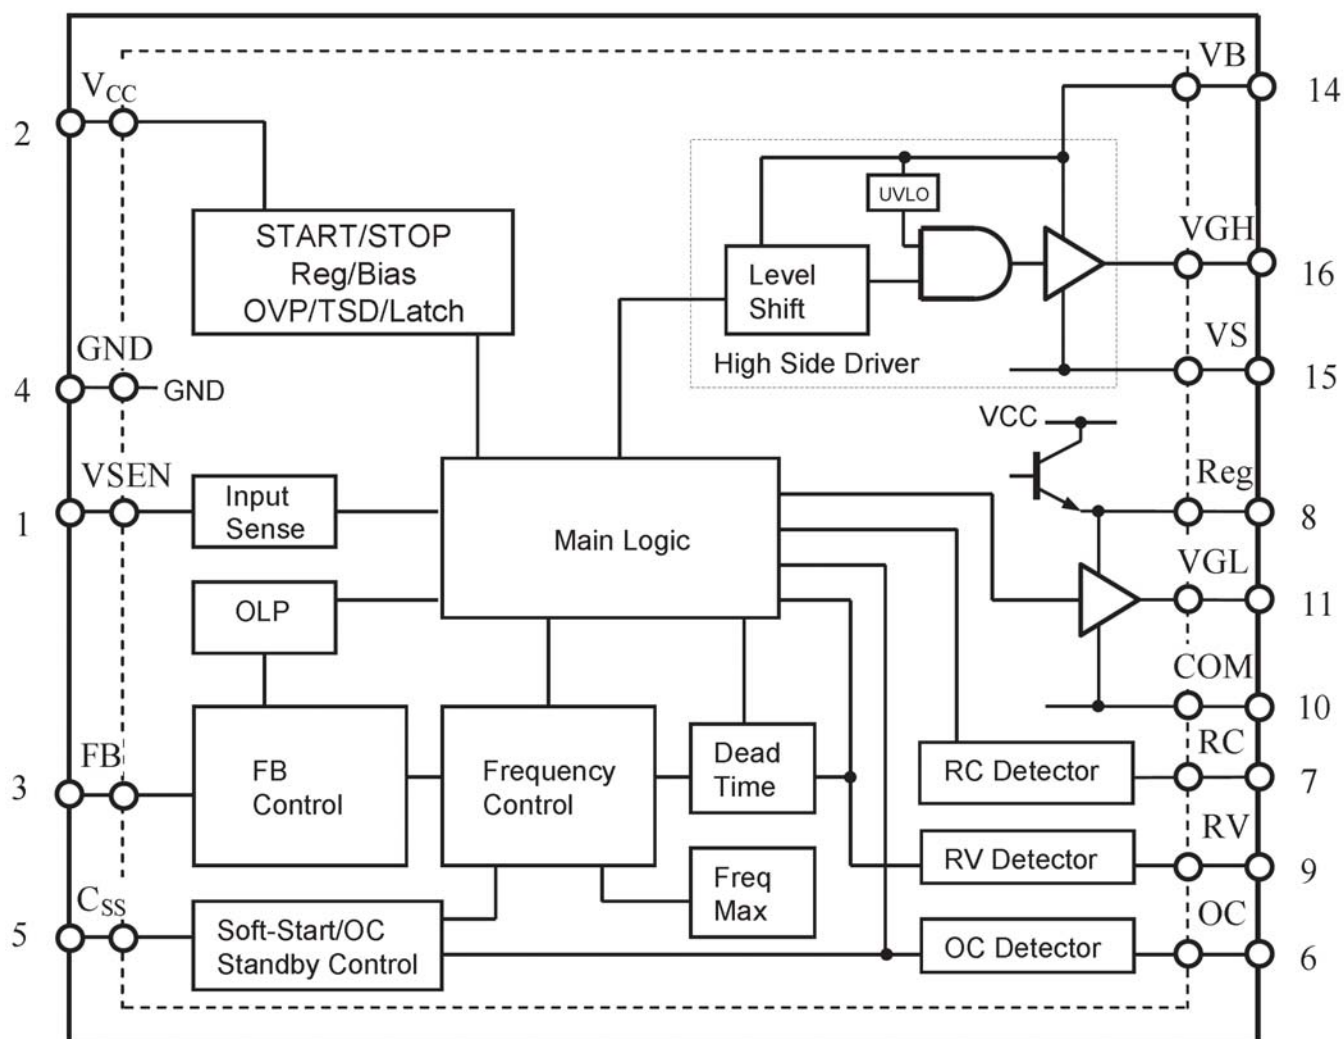 VB
14
V_CC
2
UVLO
START/STOP
Reg/Bias
OVP/TSD/Latch
Level
Shift
VGH
16
High Side Driver
VS
15
GND
4
GND
VCC
VSEN
1
Input
Sense
Main Logic
Reg
8
VGL
11
OLP
COM
10
FB
3
FB
Control
Frequency
Control
Dead
Time
RC Detector
RC
7
Freq
Max
RV Detector
RV
9
C_SS
5
Soft-Start/OC
Standby Control
OC Detector
OC
6